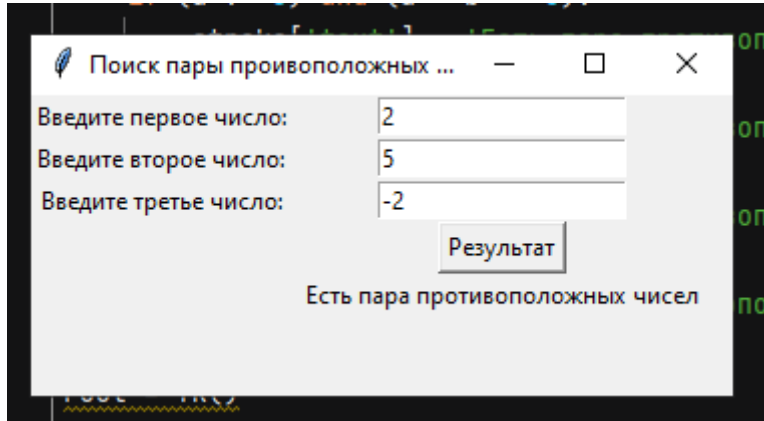 Поиск пары проивоположных ...
Введите первое число: 2
Введите второе число: 5
Введите третье число: -2
Результат
Есть пара противоположных чисел